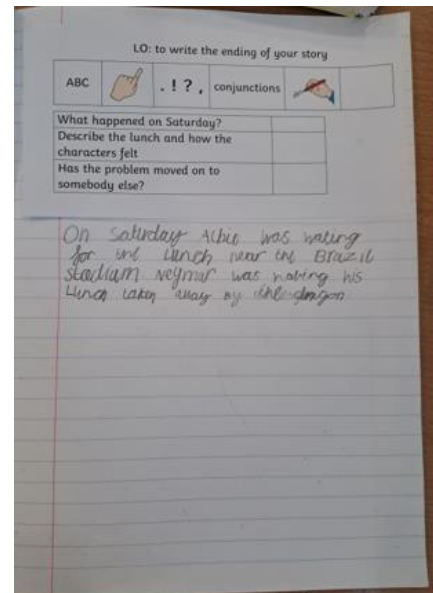 LO: to write the ending of your story
ABC . ! ? , conjunctions
What happened on Saturday?
Describe the lunch and how the
characters felt
Has the problem moved on to
somebody else?
On Saturday Albie was wating
for the lunch near the Brazil
stadium Neymar was having his
Lunch taken away by the dragon